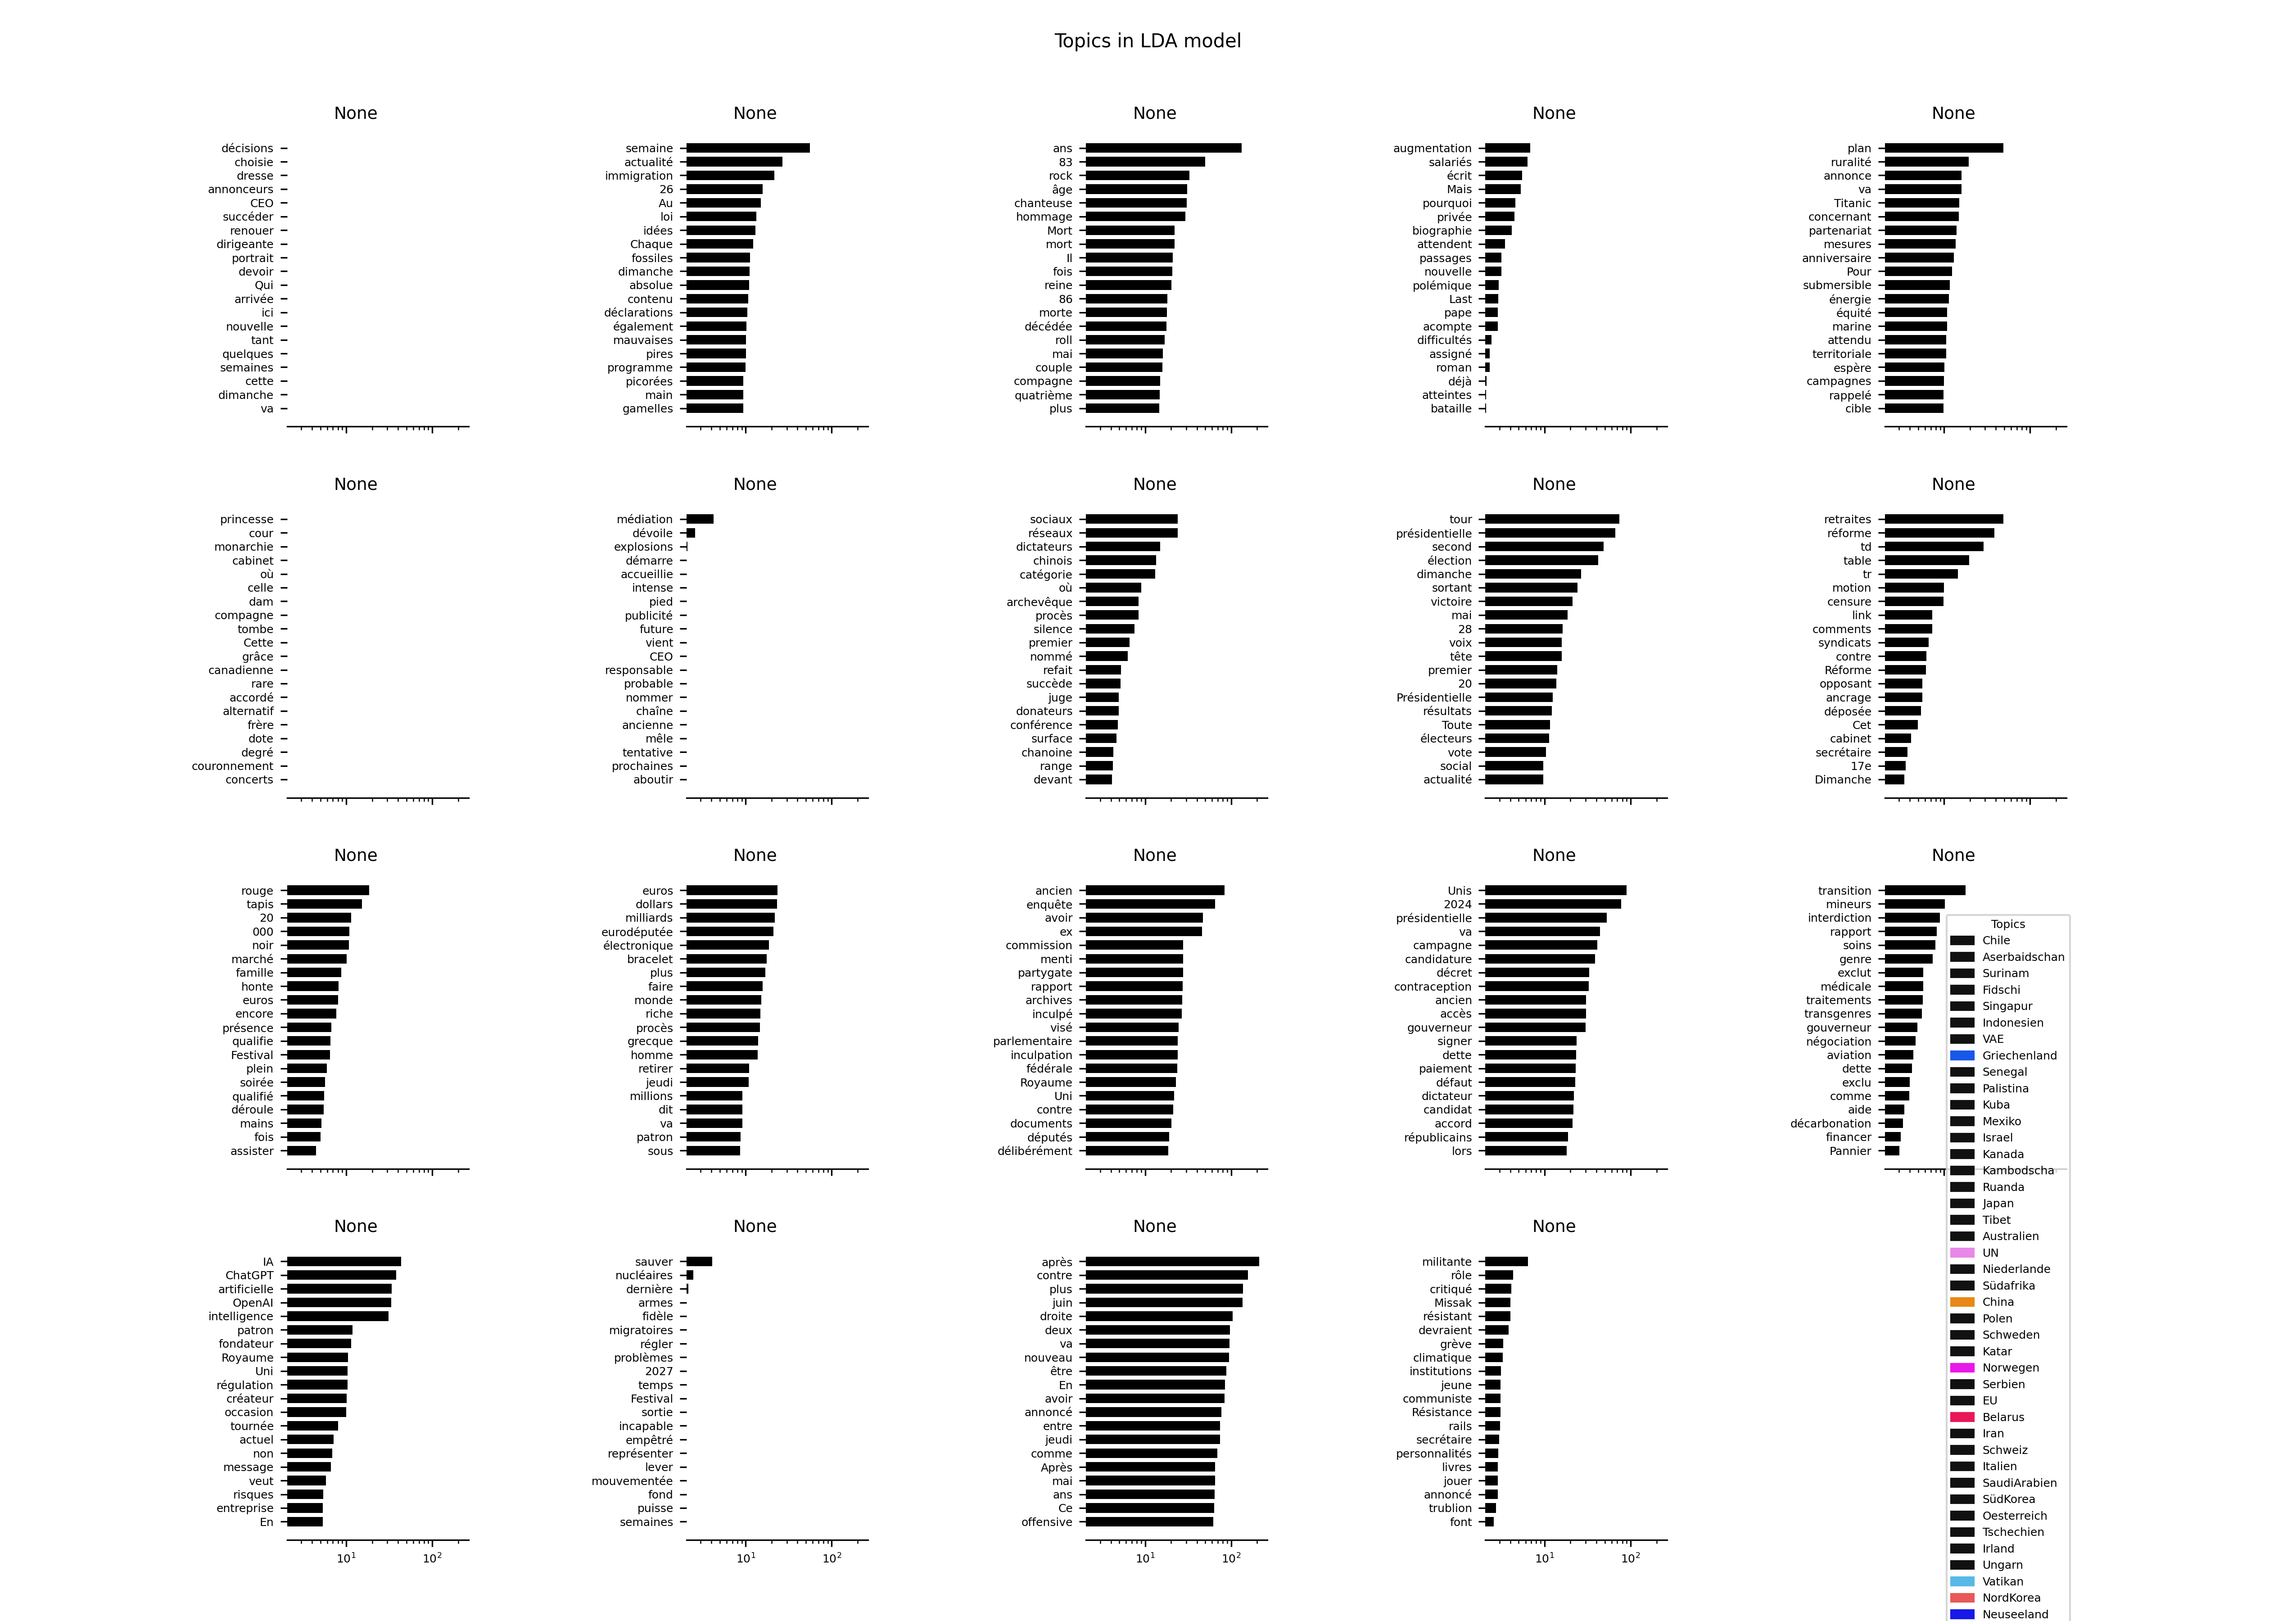 Topics in LDA model
None
décisions
choisie
dresse
annonceurs
CEO
succéder
renouer
dirigeante
portrait
devoir
Qui
arrivée
ici
nouvelle
tant
quelques
semaines
cette
dimanche
va
None
semaine
actualité
immigration
26
Au
loi
idées
Chaque
fossiles
dimanche
absolue
contenu
déclarations
également
mauvaises
pires
programme
picorées
main
gamelles
None
ans
83
rock
âge
chanteuse
hommage
Mort
mort
Il
fois
reine
86
morte
décédée
roll
mai
couple
compagne
quatrième
plus
None
augmentation
salariés
écrit
Mais
pourquoi
privée
biographie
attendent
passages
nouvelle
polémique
Last
pape
acompte
difficultés
assigné
roman
déjà
atteintes
bataille
None
plan
ruralité
annonce
va
Titanic
concernant
partenariat
mesures
anniversaire
Pour
submersible
énergie
équité
marine
attendu
territoriale
espère
campagnes
rappelé
cible
None
princesse
cour
monarchie
cabinet
où
celle
dam
compagne
tombe
Cette
grâce
canadienne
rare
accordé
alternatif
frère
dote
degré
couronnement
concerts
None
médiation
dévoile
explosions
démarre
accueillie
intense
pied
publicité
future
vient
CEO
responsable
probable
nommer
chaîne
ancienne
mêle
tentative
prochaines
aboutir
None
sociaux
réseaux
dictateurs
chinois
catégorie
où
archevêque
procès
silence
premier
nommé
refait
succède
juge
donateurs
conférence
surface
chanoine
range
devant
None
tour
présidentielle
second
élection
dimanche
sortant
victoire
mai
28
voix
tête
premier
20
Présidentielle
résultats
Toute
électeurs
vote
social
actualité
None
retraites
réforme
td
table
tr
motion
censure
link
comments
syndicats
contre
Réforme
opposant
ancrage
déposée
Cet
cabinet
secrétaire
17e
Dimanche
None
rouge
tapis
20
000
noir
marché
famille
honte
euros
encore
présence
qualifie
Festival
plein
soirée
qualifié
déroule
mains
fois
assister
None
euros
dollars
milliards
eurodéputée
électronique
bracelet
plus
faire
monde
riche
procès
grecque
homme
retirer
jeudi
millions
dit
va
patron
sous
None
ancien
enquête
avoir
ex
commission
menti
partygate
rapport
archives
inculpé
visé
parlementaire
inculpation
fédérale
Royaume
Uni
contre
documents
députés
délibérément
None
Unis
2024
présidentielle
va
campagne
candidature
décret
contraception
ancien
accès
gouverneur
signer
dette
paiement
défaut
dictateur
candidat
accord
républicains
lors
None
transition
mineurs
interdiction
rapport
soins
genre
exclut
médicale
traitements
transgenres
gouverneur
négociation
aviation
dette
exclu
comme
aide
décarbonation
financer
Pannier
None
IA
ChatGPT
artificielle
OpenAI
intelligence
patron
fondateur
Royaume
Uni
régulation
créateur
occasion
tournée
actuel
non
message
veut
risques
entreprise
En
10¹ 10²
None
sauver
nucléaires
dernière
armes
fidèle
migratoires
régler
problèmes
2027
temps
Festival
sortie
incapable
empêtré
représenter
lever
mouvementée
fond
puisse
semaines
10¹ 10²
None
après
contre
plus
juin
droite
deux
va
nouveau
être
En
avoir
annoncé
entre
jeudi
comme
Après
mai
ans
Ce
offensive
10¹ 10²
None
militante
rôle
critiqué
Missak
résistant
devraient
grève
climatique
institutions
jeune
communiste
Résistance
rails
secrétaire
personnalités
livres
jouer
annoncé
trublion
font
10¹ 10²
Topics
Chile
Aserbaidschan
Surinam
Fidschi
Singapur
Indonesien
VAE
Griechenland
Senegal
Palistina
Kuba
Mexiko
Israel
Kanada
Kambodscha
Ruanda
Japan
Tibet
Australien
UN
Niederlande
Südafrika
China
Polen
Schweden
Katar
Norwegen
Serbien
EU
Belarus
Iran
Schweiz
Italien
SaudiArabien
SüdKorea
Oesterreich
Tschechien
Irland
Ungarn
Vatikan
NordKorea
Neuseeland